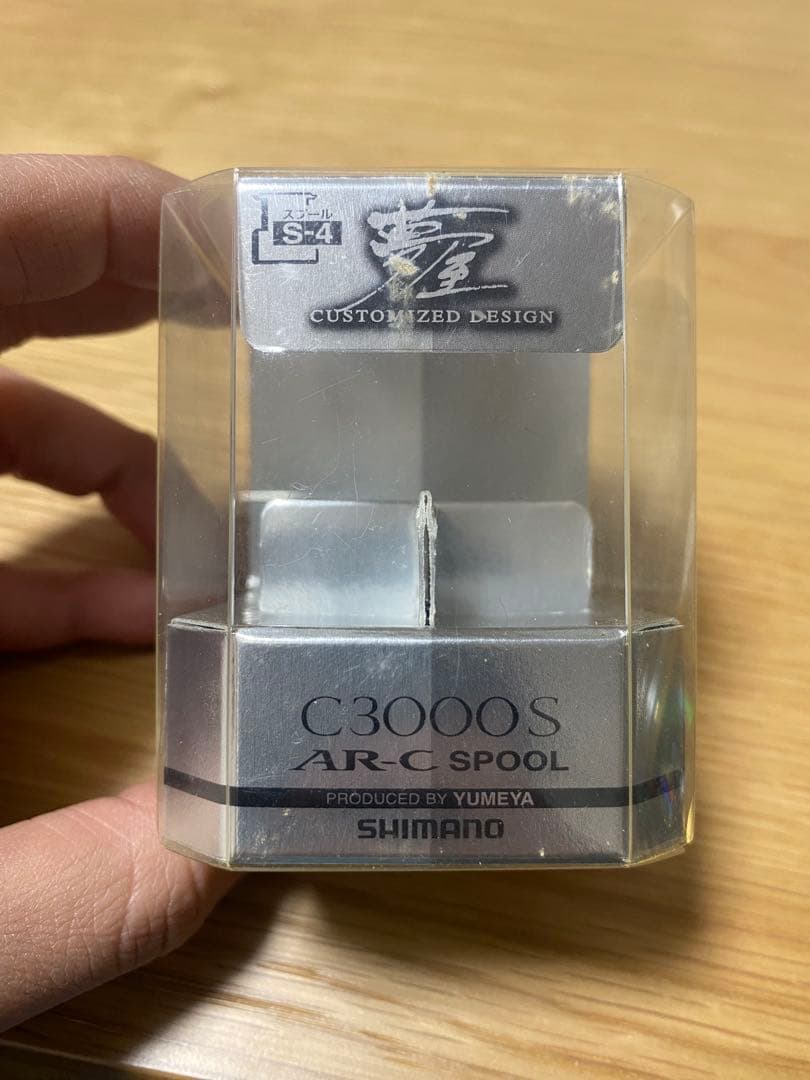 スプール
S-4
夢屋
CUSTOMIZED DESIGN
C3000S
AR-C SPOOL
PRODUCED BY YUMEYA
SHIMANO